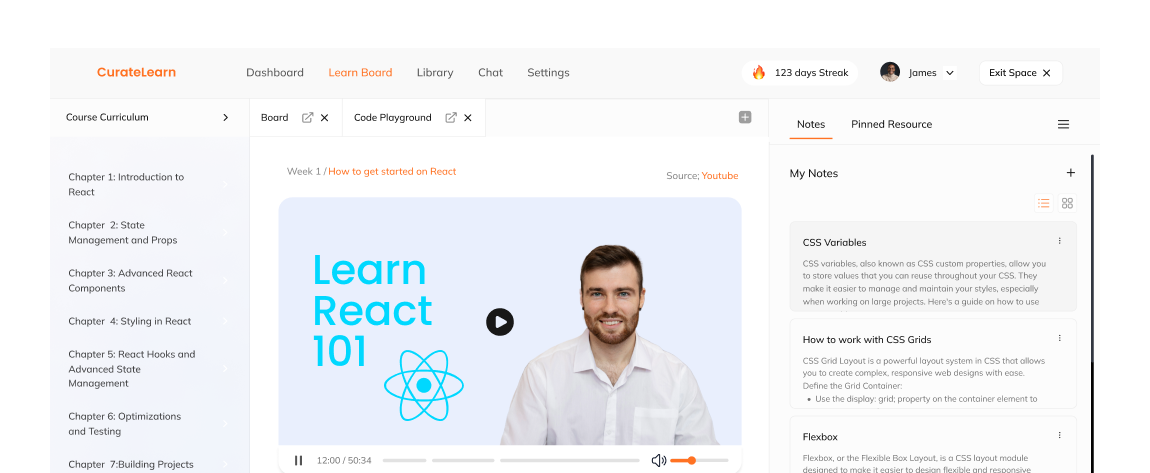 CurateLearn
Dashboard
Learn Board
Library
Chat
Settings
123 days Streak
James
Exit Space
Course Curriculum
Chapter 1: Introduction to
React
Chapter 2: State
Management and Props
Chapter 3: Advanced React
Components
Chapter 4: Styling in React
Chapter 5: React Hooks and
Advanced State
Management
Chapter 6: Optimizations
and Testing
Chapter 7:Building Projects
Board
Code Playground
Week 1 / How to get started on React
Source; Youtube
Learn
React
101
12:00 / 50:34
Notes
Pinned Resource
My Notes
CSS Variables
CSS variables, also known as CSS custom properties, allow you
to store values that you can reuse throughout your CSS. They
make it easier to manage and maintain your styles, especially
when working on large projects. Here's a guide on how to use
How to work with CSS Grids
CSS Grid Layout is a powerful layout system in CSS that allows
you to create complex, responsive web designs with ease.
Define the Grid Container:
• Use the display: grid; property on the container element to
Flexbox
Flexbox, or the Flexible Box Layout, is a CSS layout module
designed to make it easier to design flexible and responsive